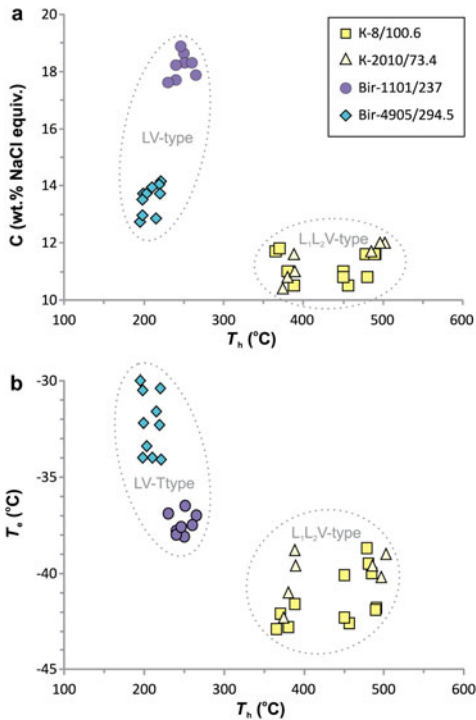 a
20
18
16
14
12
10
C (wt.% NaCl equiv.)
K-8/100.6
K-2010/73.4
Bir-1101/237
Bir-4905/294.5
LV-type
L₁L₂V-type
100 200 300 400 500 600
Tₕ (°C)
b
-30
-35
-40
-45
Tₑ (°C)
LV-Ttype
L₁L₂V-type
100 200 300 400 500 600
Tₕ (°C)